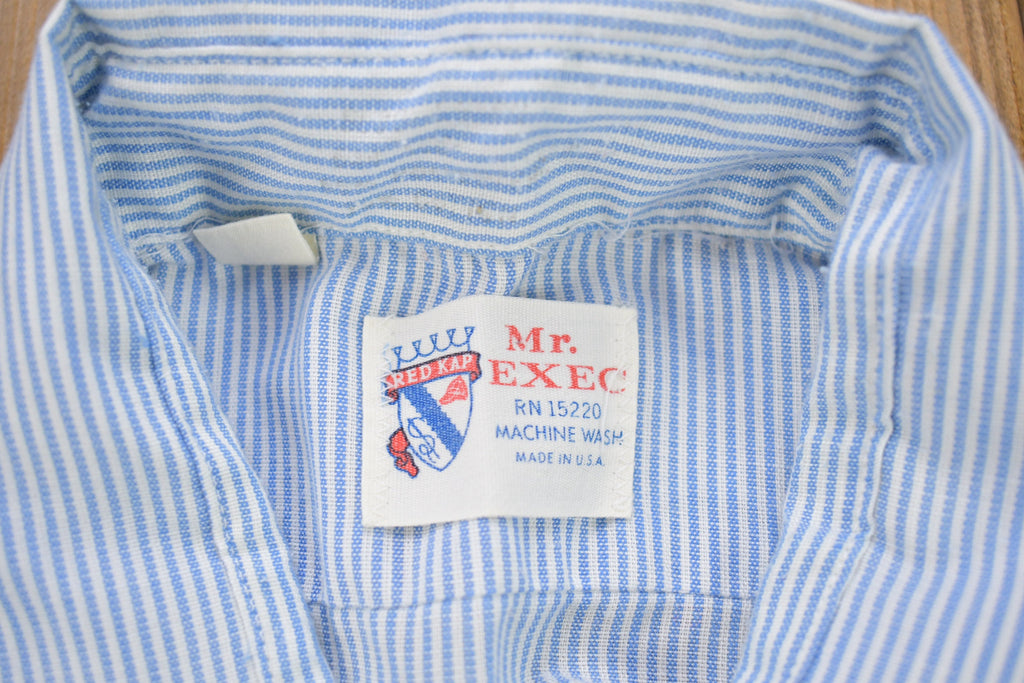 RED KAP
Mr.
EXEC
RN 15220
MACHINE WASH
MADE IN U.S.A.